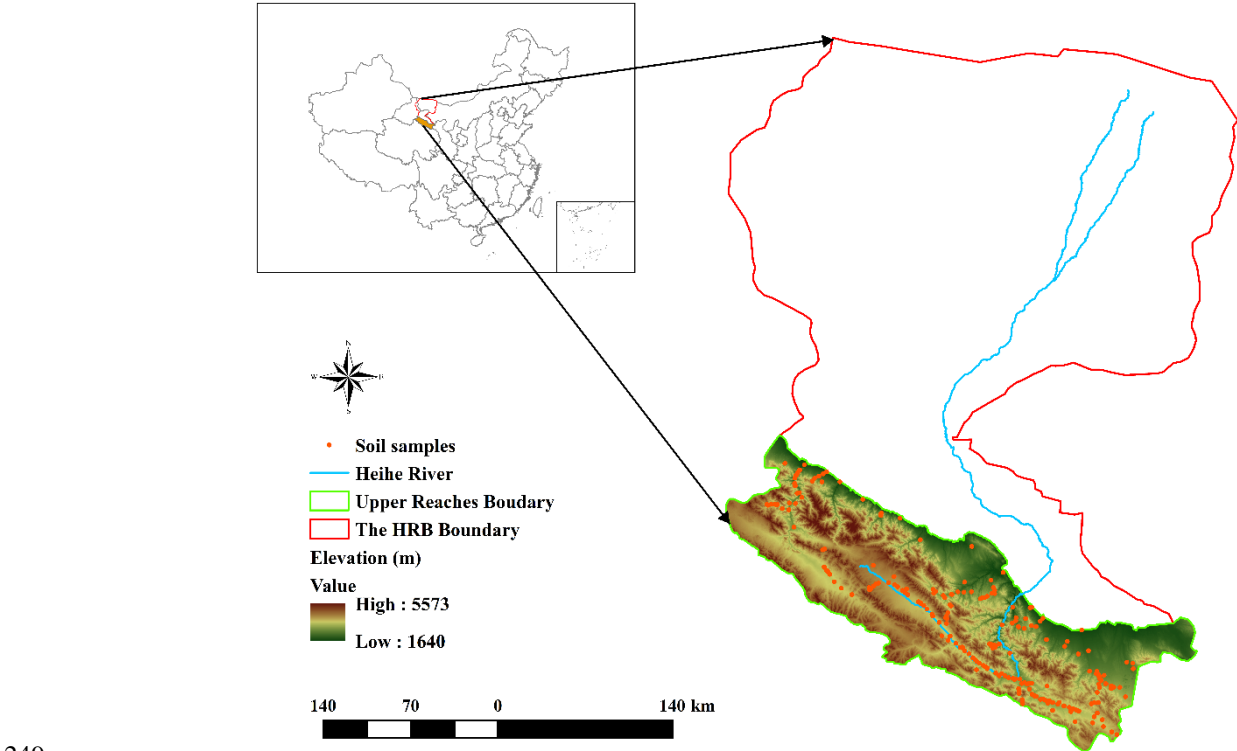 N
W
E
S
Soil samples
Heihe River
Upper Reaches Boudary
The HRB Boundary
Elevation (m)
Value
High : 5573
Low : 1640
140 70 0 140 km